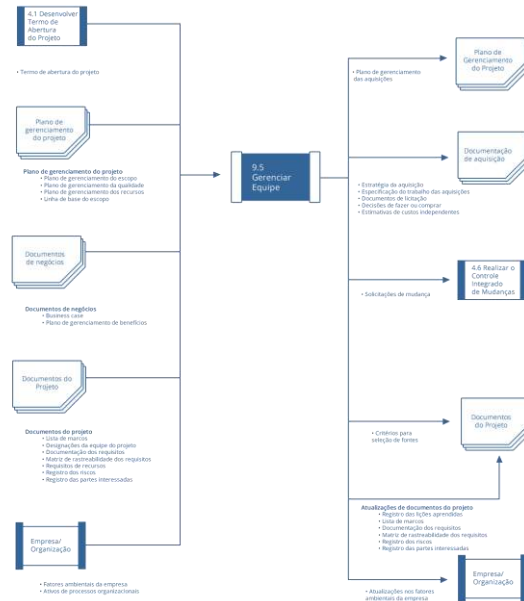 4.1 Desenvolver
Termo de
Abertura
do Projeto
• Termo de abertura do projeto
Plano de
gerenciamento
do projeto
Plano de gerenciamento do projeto
• Plano de gerenciamento do escopo
• Plano de gerenciamento da qualidade
• Plano de gerenciamento dos recursos
• Linha de base do escopo
Documentos
de negócios
Documentos de negócios
• Business case
• Plano de gerenciamento de benefícios
Documentos do
Projeto
Documentos do projeto
• Lista de marcos
• Designações da equipe do projeto
• Documentação dos requisitos
• Matriz de rastreabilidade dos requisitos
• Requisitos de recursos
• Registro dos riscos
• Registro das partes interessadas
Empresa/
Organização
• Fatores ambientais da empresa
• Ativos de processos organizacionais
9.5
Gerenciar
Equipe
Plano de
Gerenciamento
do Projeto
• Plano de gerenciamento
das aquisições
Documentação
de aquisição
• Estratégia da aquisição
• Especificação do trabalho das aquisições
• Documentos de licitação
• Decisões de fazer ou comprar
• Estimativas de custos independentes
4.6 Realizar o
Controle
Integrado
de Mudanças
• Solicitações de mudança
Documentos
do Projeto
• Critérios para
seleção de fontes
Atualizações de documentos do projeto
• Registro das lições aprendidas
• Lista de marcos
• Documentação dos requisitos
• Matriz de rastreabilidade dos requisitos
• Registro dos riscos
• Registro das partes interessadas
Empresa/
Organização
• Atualizações nos fatores
ambientais da empresa